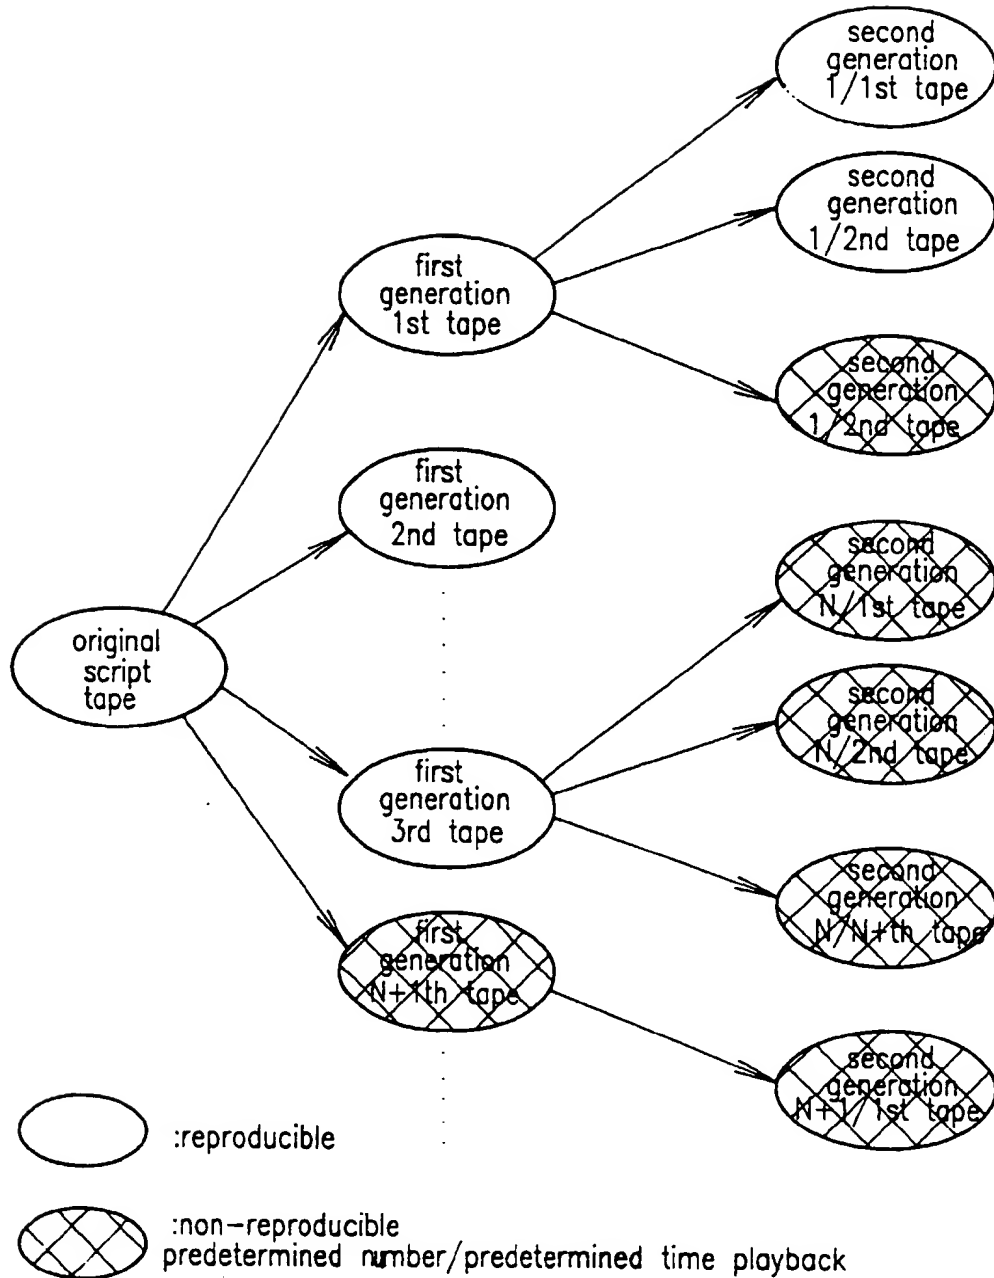 second
generation
1/1st tape
second
generation
1/2nd tape
first
generation
1st tape
second
generation
1/2nd tape
first
generation
2nd tape
second
generation
N/1st tape
original
script
tape
second
generation
N/2nd tape
first
generation
3rd tape
second
generation
N/N+th tape
first
generation
N+1th tape
second
generation
N+1/1st tape
:reproducible
:non-reproducible
predetermined number/predetermined time playback